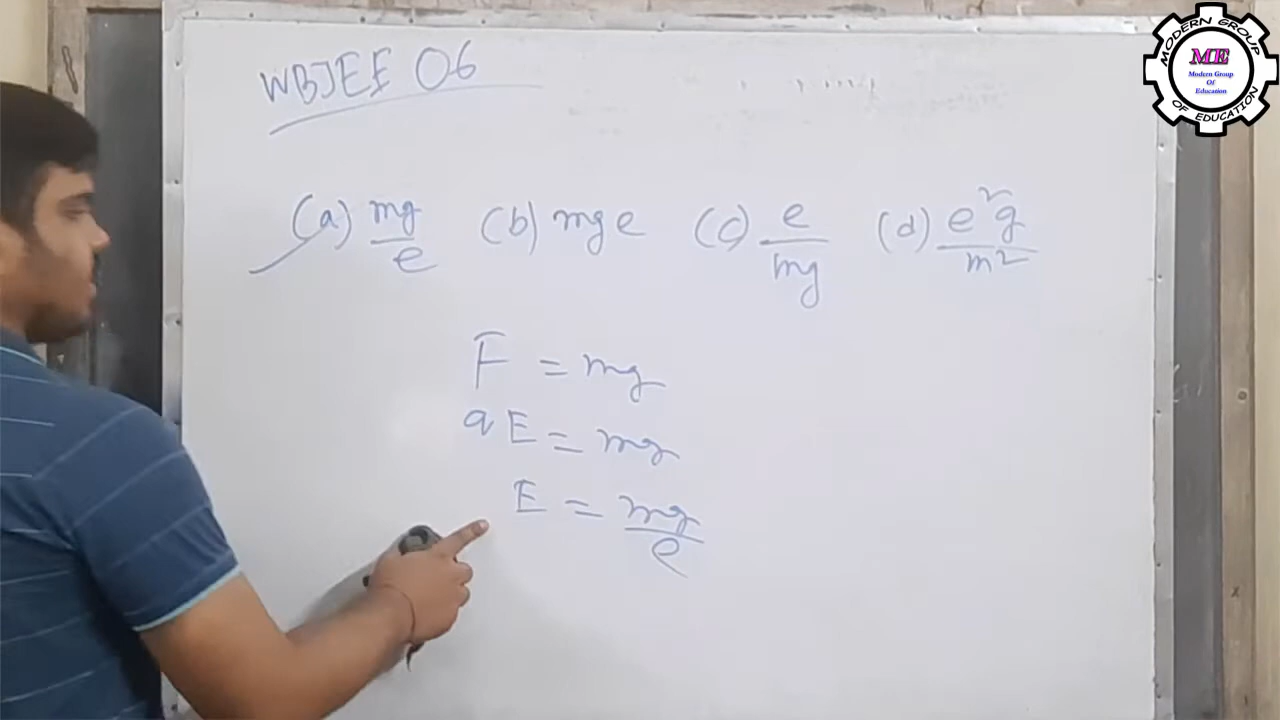 WBJEE 06
(a) mg/e (b) mge (c) e/mg (d) e²g/m²
F = mg
qE = mg
E = mg/e
MODERN GROUP
ME
Modern Group
Of
Education
OF EDUCATION